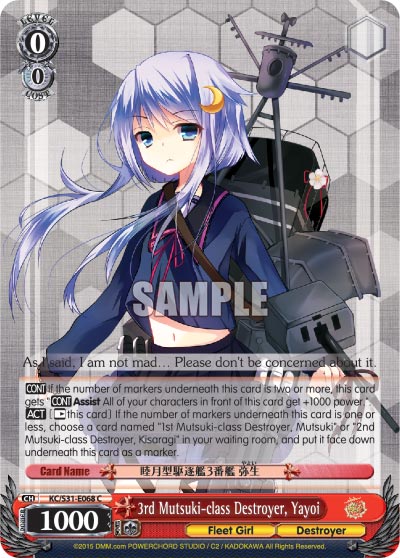 LEVEL
0
0
COST
SAMPLE
As I said, I am not mad… Please don't be concerned about it.
CONT If the number of markers underneath this card is two or more, this card
gets "CONT Assist All of your characters in front of this card get +1000 power."
ACT [this card] If the number of markers underneath this card is one or
less, choose a card named "1st Mutsuki-class Destroyer, Mutsuki" or "2nd
Mutsuki-class Destroyer, Kisaragi" in your waiting room, and put it face down
underneath this card as a marker.
Card Name
やよい
睦月型駆逐艦3番艦 弥生
CH
KC/S31-E068 C
POWER
1000
3rd Mutsuki-class Destroyer, Yayoi
Fleet Girl
Destroyer
©2015 DMM.com POWERCHORD STUDIO / C2 / KADOKAWA All Rights Reserved.